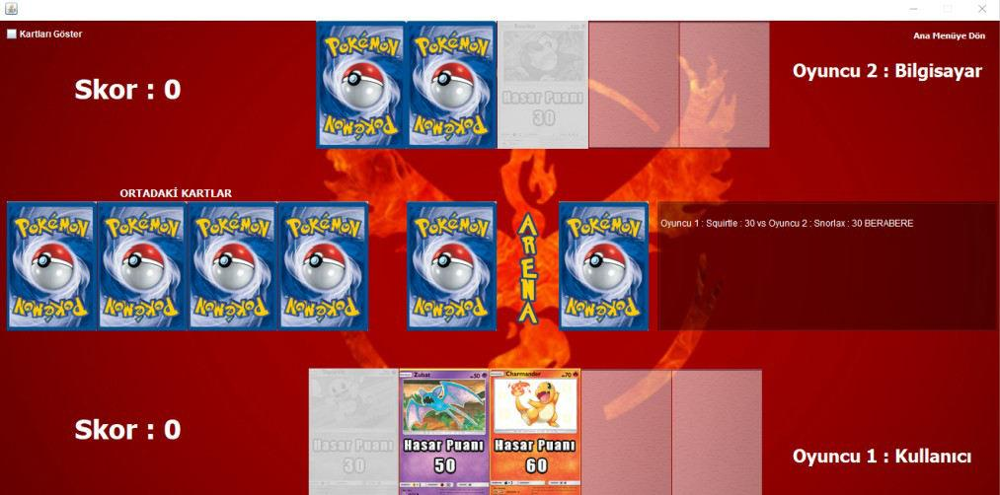 Kartları Göster
Ana Menüye Dön
Skor : 0
Oyuncu 2 : Bilgisayar
POKéMON
POKéMON
Hasar Puanı
30
ORTADAKİ KARTLAR
POKéMON
POKéMON
POKéMON
POKéMON
POKéMON
ARENA
POKéMON
Oyuncu 1 : Squirtle : 30 vs Oyuncu 2 : Snorlax : 30 BERABERE
Skor : 0
Hasar Puanı
30
Zubat
50
Hasar Puanı
50
Charmander
70
Hasar Puanı
60
Oyuncu 1 : Kullanıcı